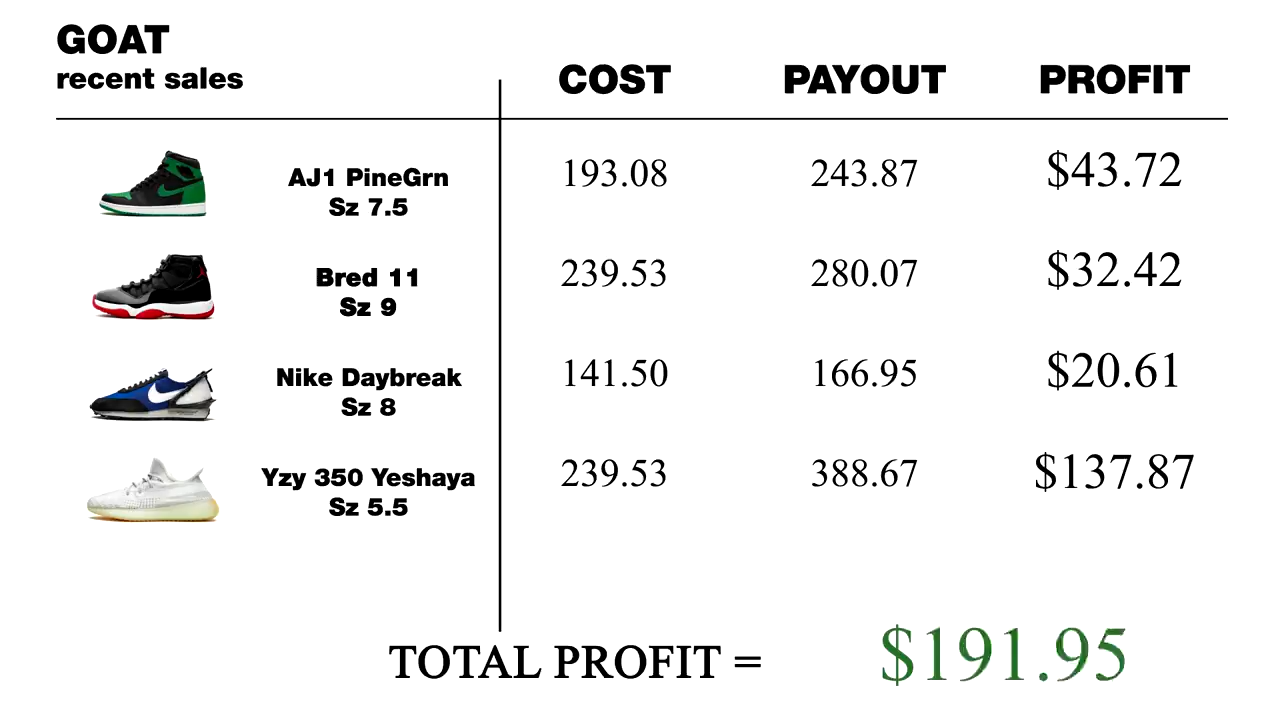 GOAT
recent sales
COST PAYOUT PROFIT
AJ1 PineGrn 193.08 243.87 $43.72
Sz 7.5
Bred 11 239.53 280.07 $32.42
Sz 9
Nike Daybreak 141.50 166.95 $20.61
Sz 8
Yzy 350 Yeshaya 239.53 388.67 $137.87
Sz 5.5
TOTAL PROFIT = $191.95